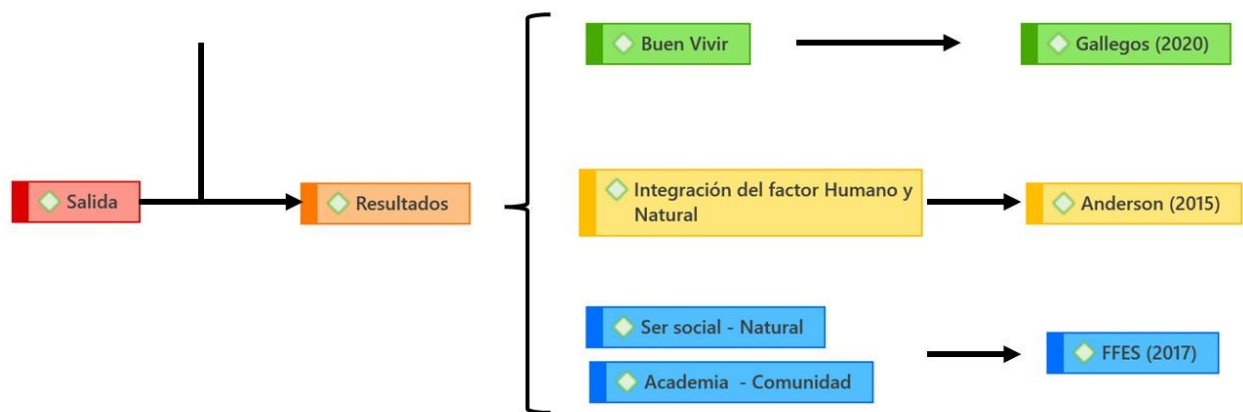 Buen Vivir
Gallegos (2020)
Salida
Resultados
Integración del factor Humano y
Natural
Anderson (2015)
Ser social - Natural
Academia - Comunidad
FFES (2017)